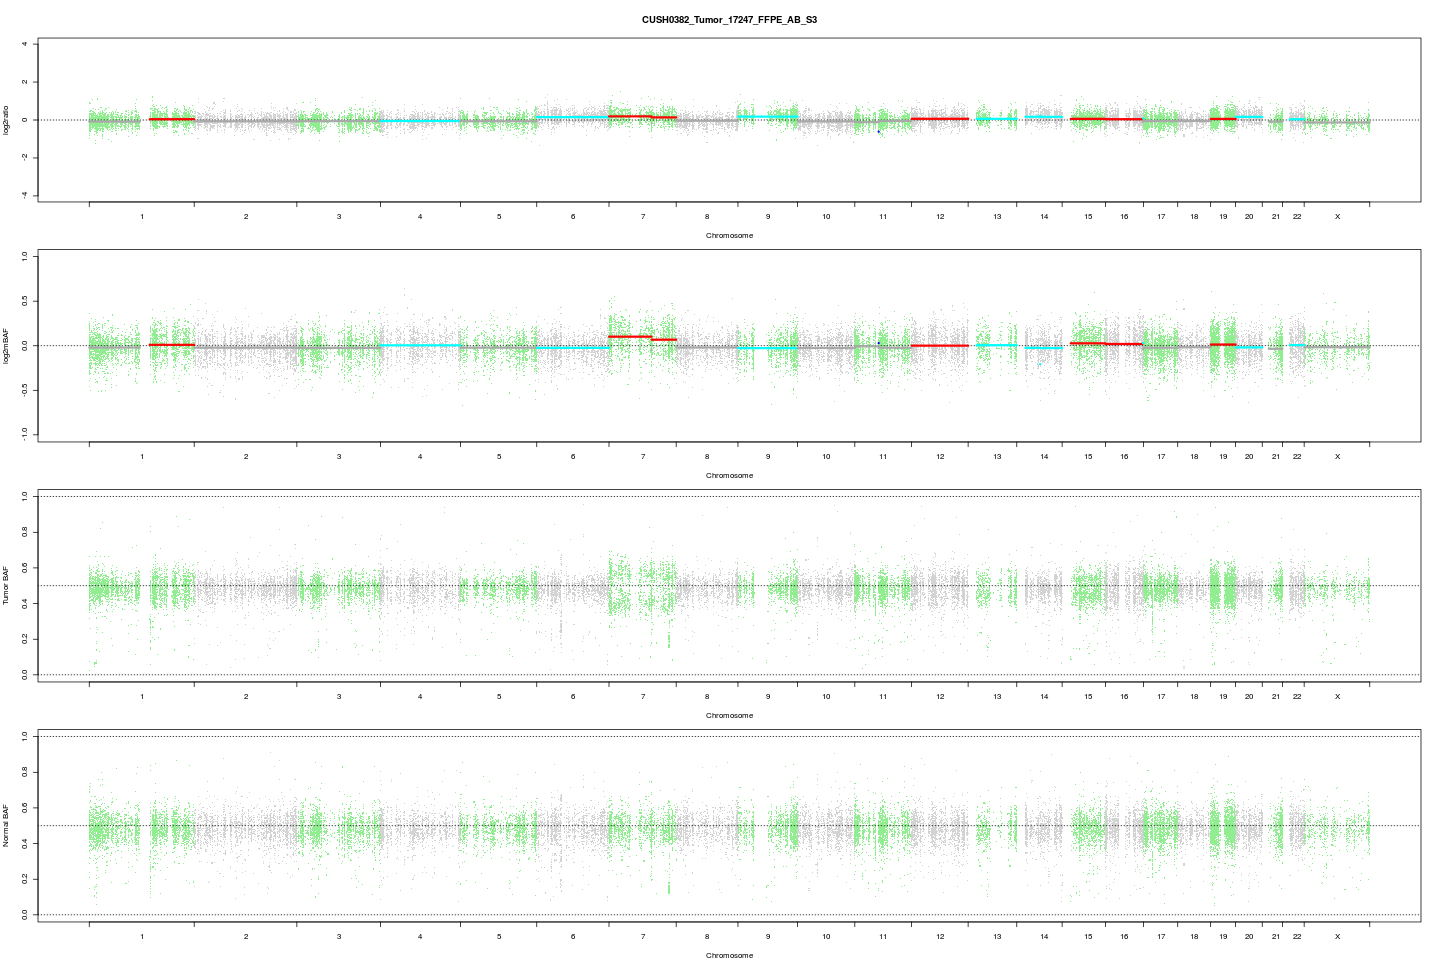 CUSH0382_Tumor_17247_FFPE_AB_S3
log2ratio
4
2
0
-2
-4
1 2 3 4 5 6 7 8 9 10 11 12 13 14 15 16 17 18 19 20 21 22 X
Chromosome
log2mBAF
1.0
0.5
0.0
-0.5
-1.0
1 2 3 4 5 6 7 8 9 10 11 12 13 14 15 16 17 18 19 20 21 22 X
Chromosome
Tumor BAF
1.0
0.8
0.6
0.4
0.2
0.0
1 2 3 4 5 6 7 8 9 10 11 12 13 14 15 16 17 18 19 20 21 22 X
Chromosome
Normal BAF
1.0
0.8
0.6
0.4
0.2
0.0
1 2 3 4 5 6 7 8 9 10 11 12 13 14 15 16 17 18 19 20 21 22 X
Chromosome